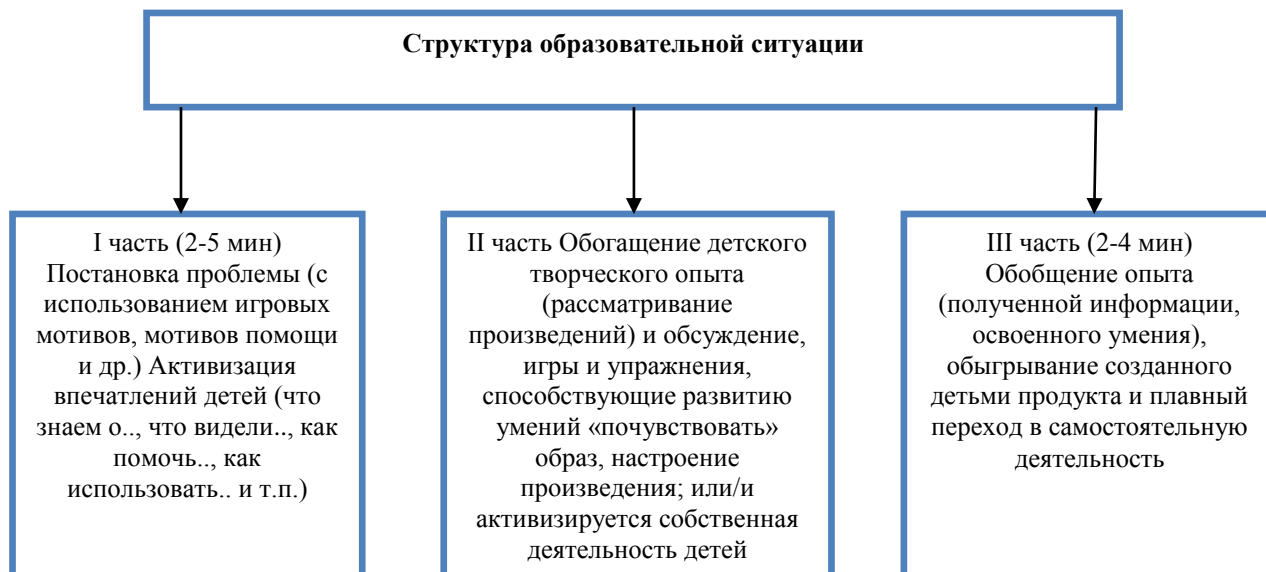 Структура образовательной ситуации
I часть (2-5 мин)
Постановка проблемы (с
использованием игровых
мотивов, мотивов помощи
и др.) Активизация
впечатлений детей (что
знаем о.., что видели.., как
помочь.., как
использовать.. и т.п.)
II часть Обогащение детского
творческого опыта
(рассматривание
произведений) и обсуждение,
игры и упражнения,
способствующие развитию
умений «почувствовать»
образ, настроение
произведения; или/и
активизируется собственная
деятельность детей
III часть (2-4 мин)
Обобщение опыта
(полученной информации,
освоенного умения),
обыгрывание созданного
детьми продукта и плавный
переход в самостоятельную
деятельность